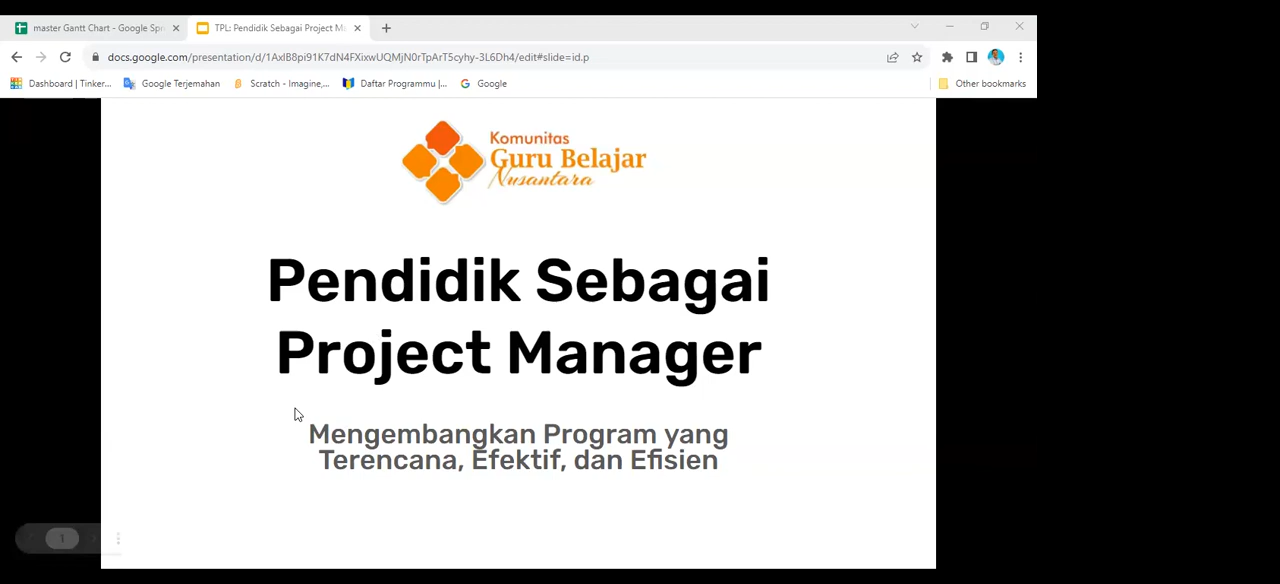 master Gantt Chart - Google Spr
TPL: Pendidik Sebagai Project Ma
docs.google.com/presentation/d/1AxlB8pi91K7dN4FXixwUQMjN0rTpArT5cyhy-3L6Dh4/edit#slide=id.p
Dashboard | Tinker...
Google Terjemahan
Scratch - Imagine,...
Daftar Programmu |...
Google
Other bookmarks
Komunitas
Guru Belajar
Nusantara
Pendidik Sebagai
Project Manager
Mengembangkan Program yang
Terencana, Efektif, dan Efisien
1